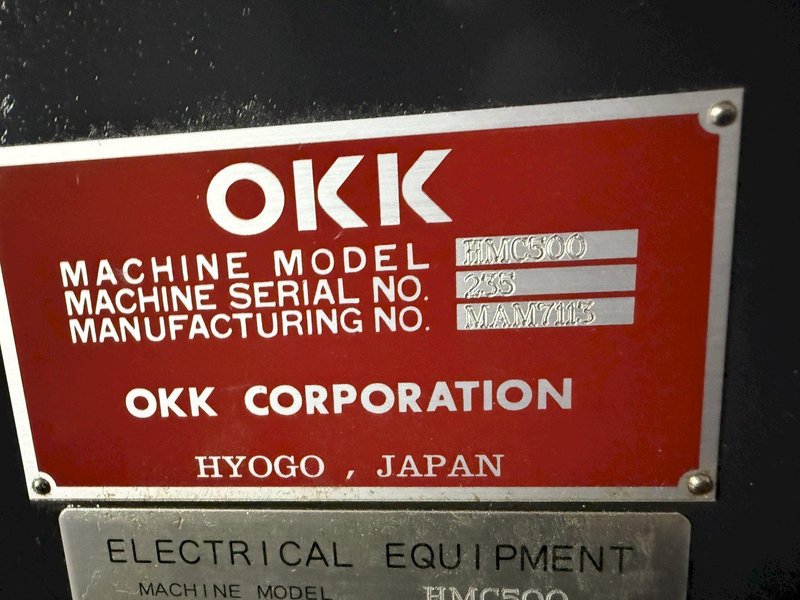 OKK
MACHINE MODEL HMC500
MACHINE SERIAL NO. 235
MANUFACTURING NO. MAM7115
OKK CORPORATION
HYOGO , JAPAN
ELECTRICAL EQUIPMENT
MACHINE MODEL HMC500